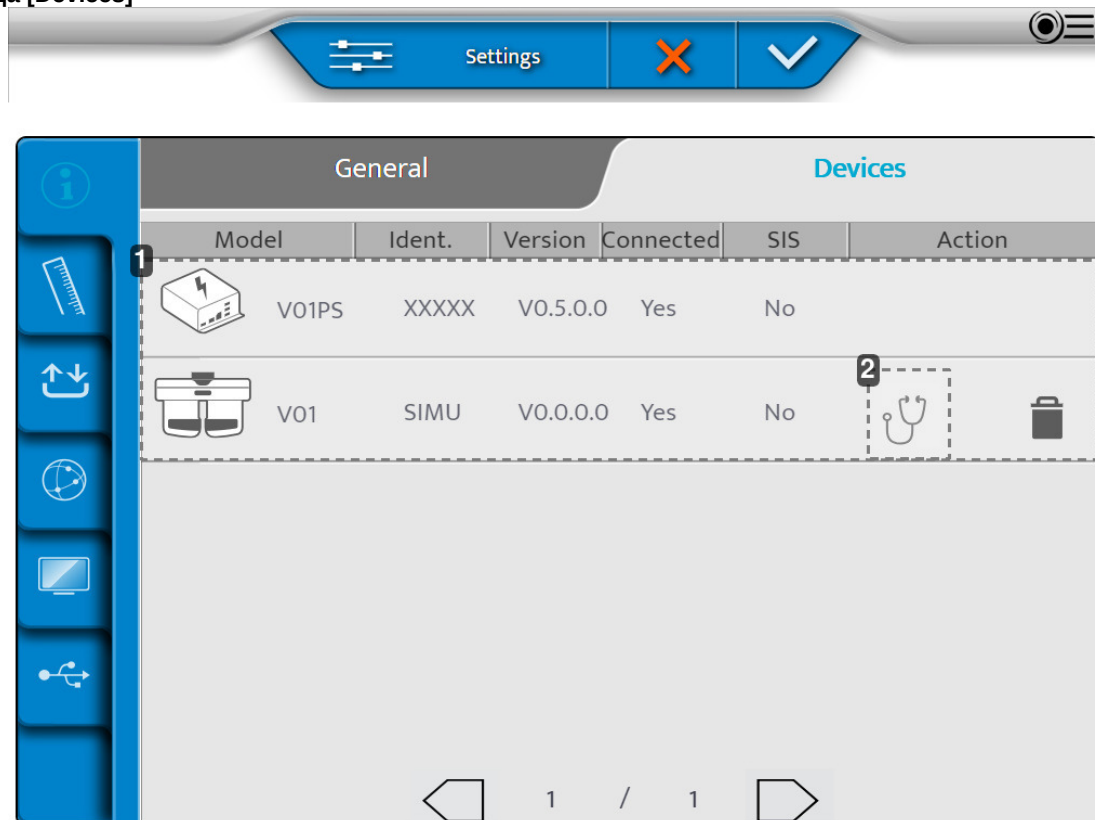 [Devices]
Settings
General Devices
Model Ident. Version Connected SIS Action
1
V01PS XXXXX V0.5.0.0 Yes No
2
V01 SIMU V0.0.0.0 Yes No
1 / 1